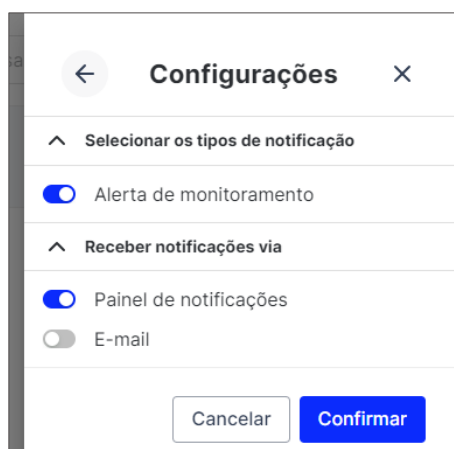 Configurações
Selecionar os tipos de notificação
Alerta de monitoramento
Receber notificações via
Painel de notificações
E-mail
Cancelar Confirmar